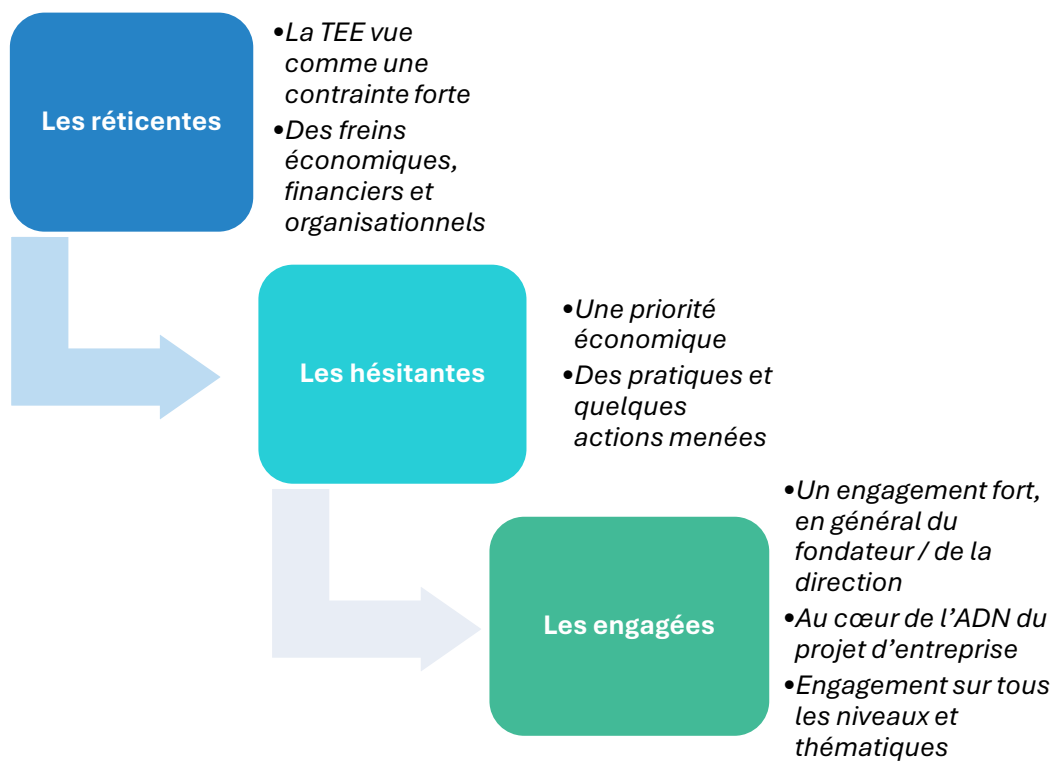 Les réticentes
•La TEE vue
comme une
contrainte forte
•Des freins
économiques,
financiers et
organisationnels
Les hésitantes
•Une priorité
économique
•Des pratiques et
quelques
actions menées
Les engagées
•Un engagement fort,
en général du
fondateur / de la
direction
•Au cœur de l’ADN du
projet d’entreprise
•Engagement sur tous
les niveaux et
thématiques